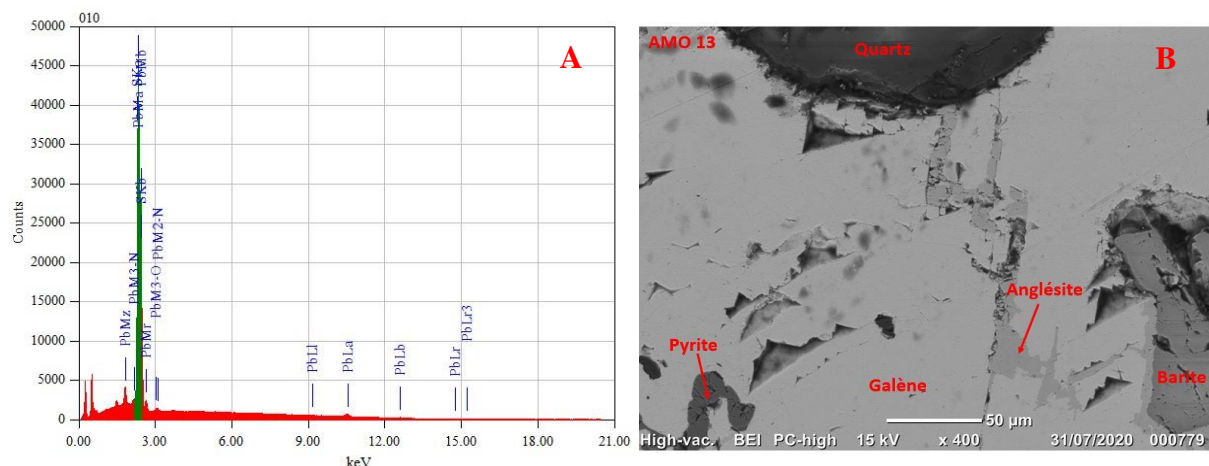 010
A
50000
45000
40000
35000
30000
25000
20000
15000
10000
5000
0
Counts
PbMz
PbM3-N
PbMa
SKb
PbMb
PbMr
PbM3-O
PbM2-N
PbLl
PbLa
PbLb
PbLr
PbLr3
0.00 3.00 6.00 9.00 12.00 15.00 18.00 21.00
keV
AMO 13
Quartz
B
Anglésite
Pyrite
Galène
Barite
50 µm
High-vac. BEI PC-high 15 kV x 400 31/07/2020 000779